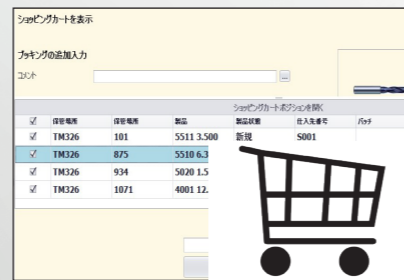 ショッピングカートを表示
ブッキングの追加入力
コメント
...
ショッピングカートポジションを開く
保管場所 保管場所 製品 製品状態 仕入先番号 バッチ
TM326 101 5511 3.500 新規 S001
TM326 875 5510 6.3
TM326 934 5020 1.5
TM326 1071 4001 12.